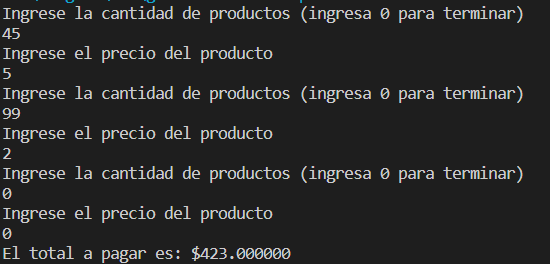 Ingrese la cantidad de productos (ingresa 0 para terminar)
45
Ingrese el precio del producto
5
Ingrese la cantidad de productos (ingresa 0 para terminar)
99
Ingrese el precio del producto
2
Ingrese la cantidad de productos (ingresa 0 para terminar)
0
Ingrese el precio del producto
0
El total a pagar es: $423.000000